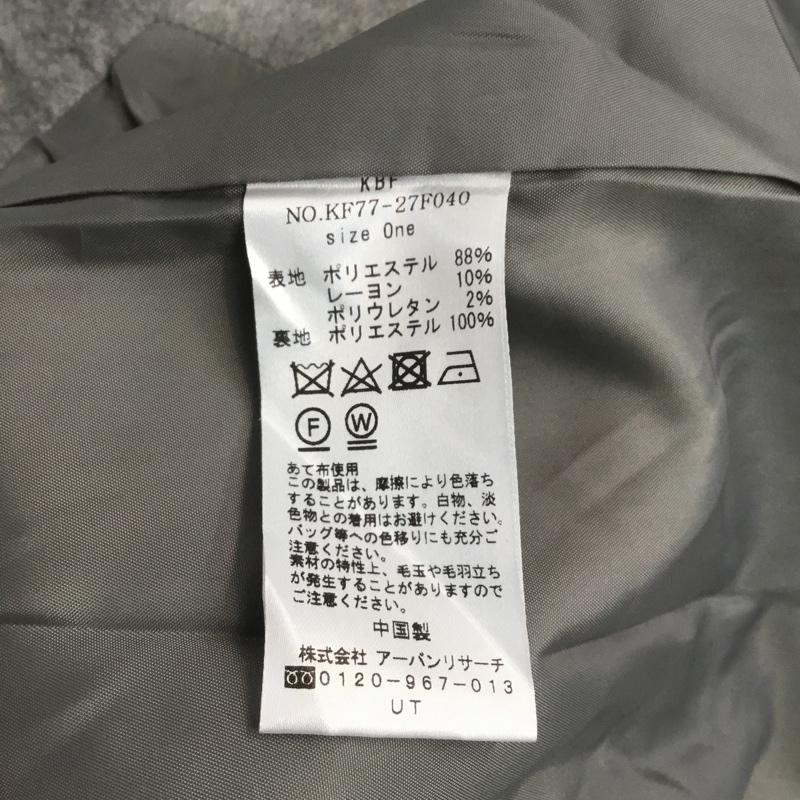 KBF
NO.KF77-27F040
size One
表地 ポリエステル 88%
レーヨン 10%
ポリウレタン 2%
裏地 ポリエステル 100%
F W
あて布使用
この製品は、摩擦により色落ち
することがあります。白物、淡
色物との着用はお避けください。
バッグ等への色移りにも充分ご
注意ください。
素材の特性上、毛玉や毛羽立ち
が発生することがありますので
ご注意ください。
中国製
株式会社 アーバンリサーチ
0120-967-013
UT